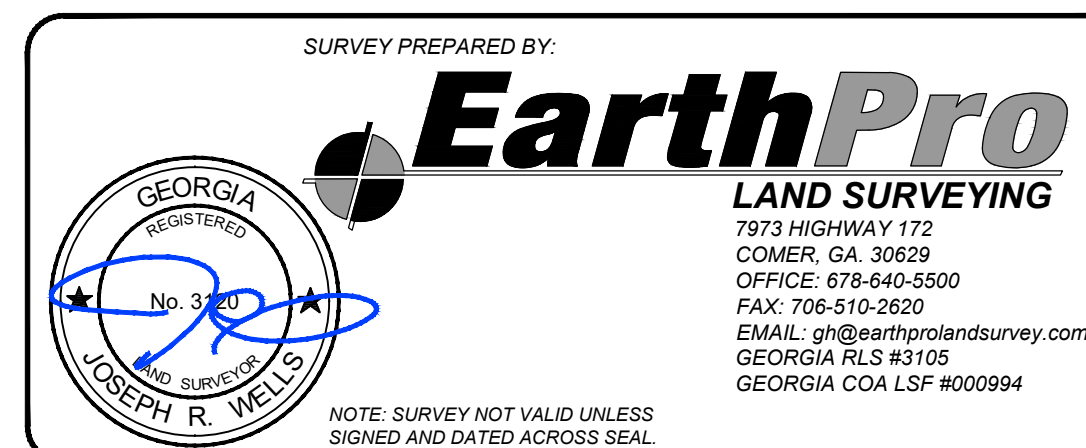 SURVEY PREPARED BY:
EarthPro
LAND SURVEYING
7973 HIGHWAY 172
COMER, GA. 30629
OFFICE: 678-640-5500
FAX: 706-510-2620
EMAIL: gh@earthprolandsurvey.com
GEORGIA RLS #3105
GEORGIA COA LSF #000994
GEORGIA
REGISTERED
No. 3120
LAND SURVEYOR
JOSEPH R. WELLS
NOTE: SURVEY NOT VALID UNLESS
SIGNED AND DATED ACROSS SEAL.